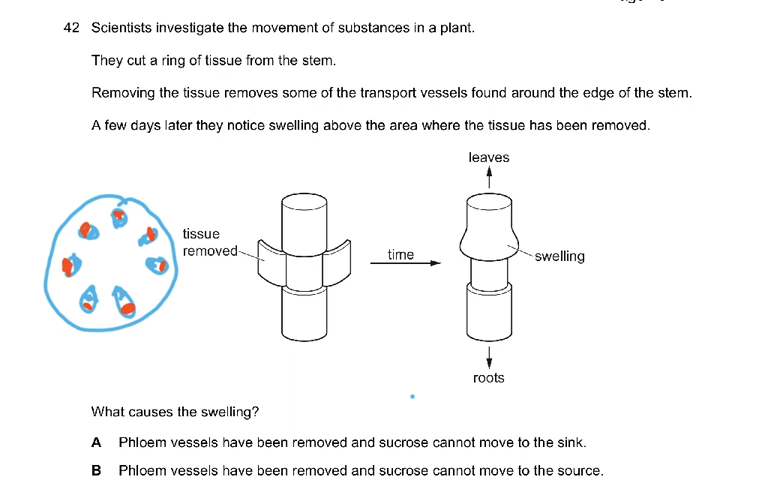 42 Scientists investigate the movement of substances in a plant.
They cut a ring of tissue from the stem.
Removing the tissue removes some of the transport vessels found around the edge of the stem.
A few days later they notice swelling above the area where the tissue has been removed.
leaves
tissue
removed
time
swelling
roots
What causes the swelling?
A Phloem vessels have been removed and sucrose cannot move to the sink.
B Phloem vessels have been removed and sucrose cannot move to the source.